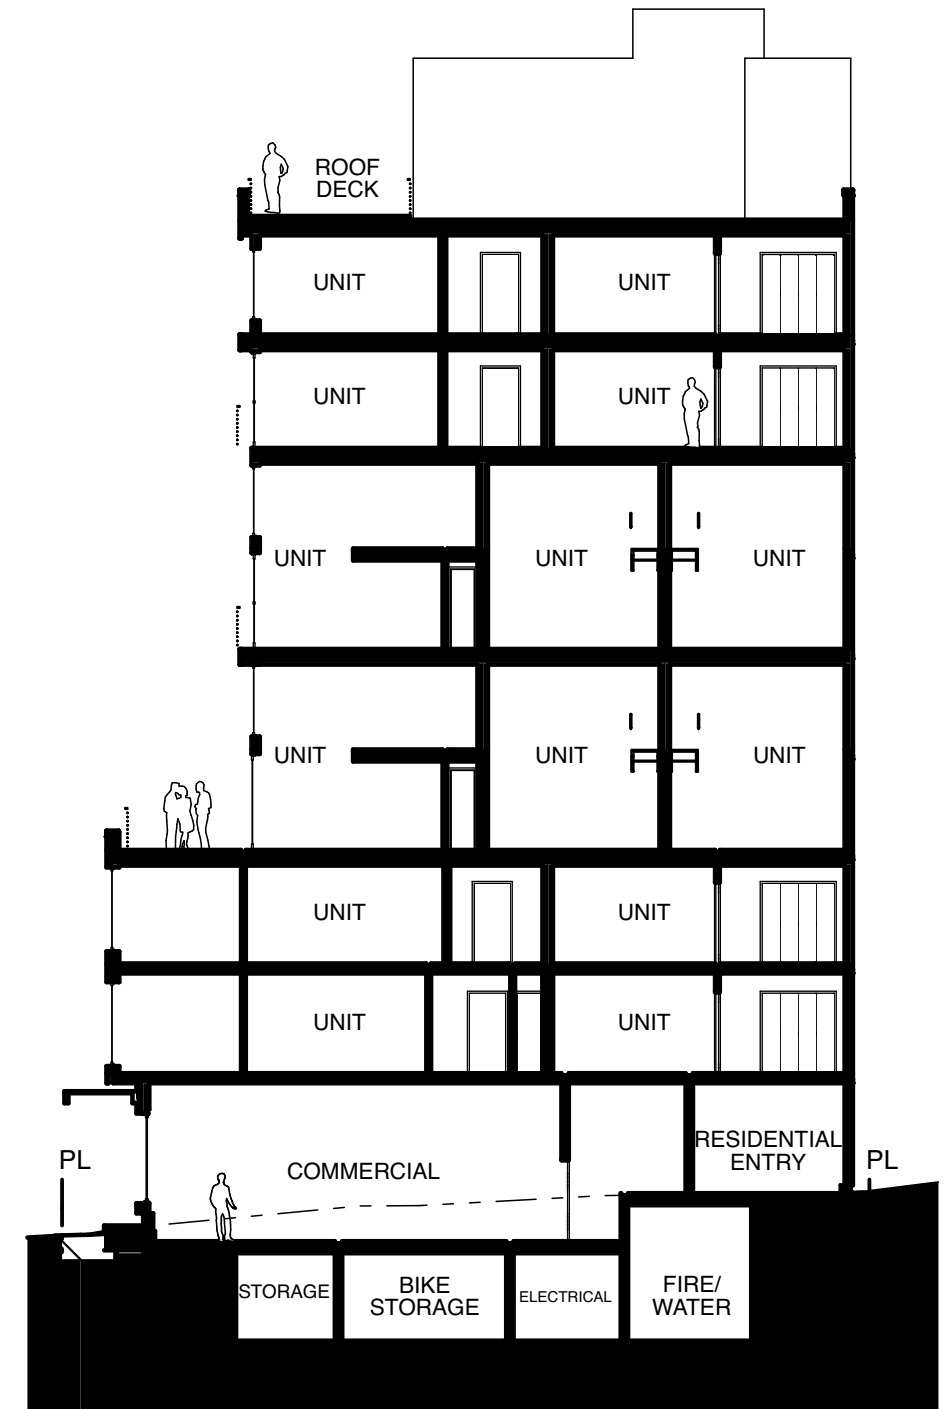 ROOF
DECK
UNIT
UNIT
UNIT
UNIT
UNIT
UNIT
UNIT
UNIT
UNIT
UNIT
UNIT
UNIT
UNIT
UNIT
RESIDENTIAL
ENTRY
PL
COMMERCIAL
PL
STORAGE
BIKE
STORAGE
ELECTRICAL
FIRE/
WATER